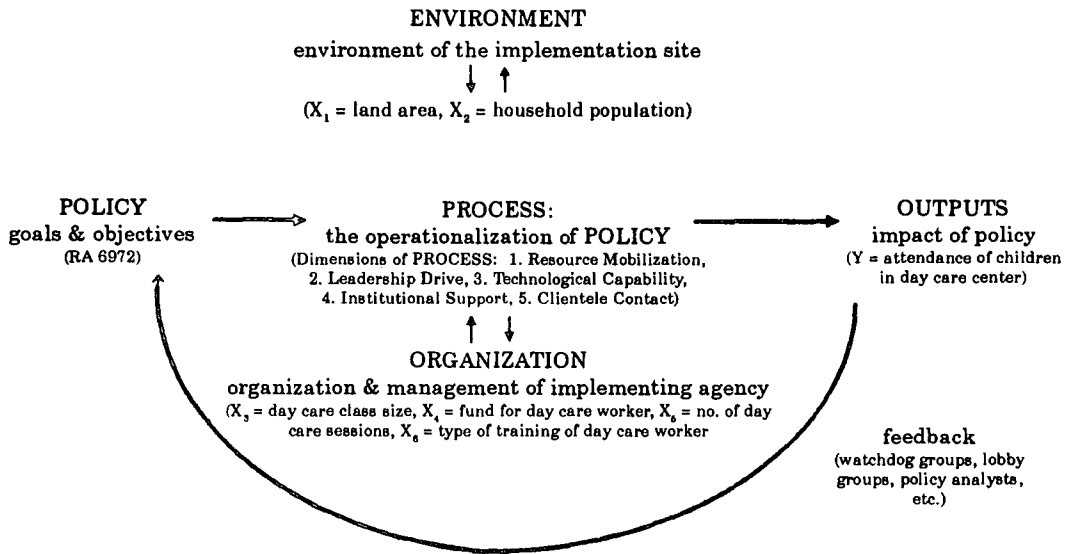 ENVIRONMENT
environment of the implementation site
(X₁ = land area, X₂ = household population)
POLICY
goals & objectives
(RA 6972)
PROCESS:
the operationalization of POLICY
(Dimensions of PROCESS: 1. Resource Mobilization,
2. Leadership Drive, 3. Technological Capability,
4. Institutional Support, 5. Clientele Contact)
OUTPUTS
impact of policy
(Y = attendance of children
in day care center)
ORGANIZATION
organization & management of implementing agency
(X₃ = day care class size, X₄ = fund for day care worker, X₅ = no. of day
care sessions, X₆ = type of training of day care worker
feedback
(watchdog groups, lobby
groups, policy analysts,
etc.)